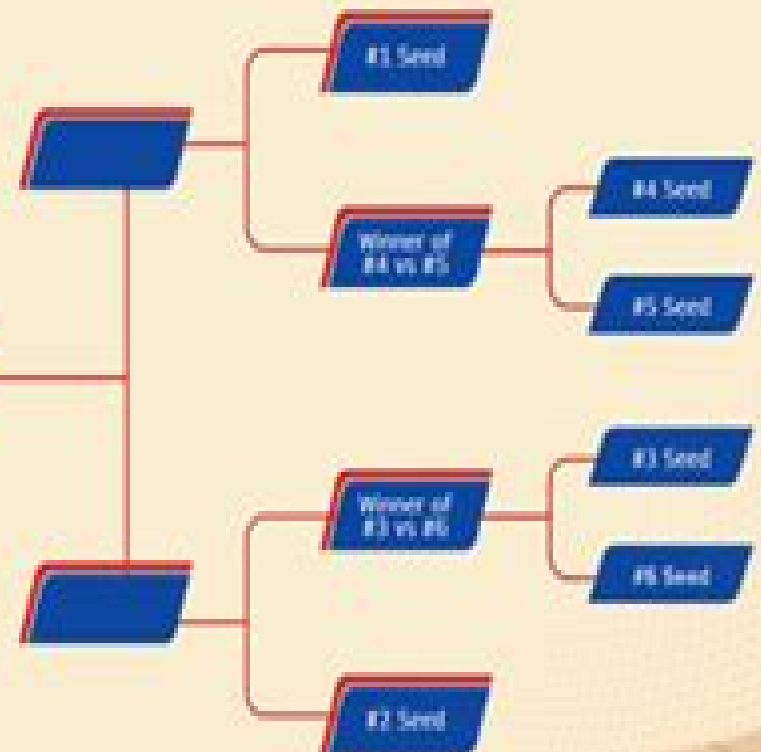 #1 Seed
#4 Seed
Winner of
#4 vs #5
#5 Seed
#3 Seed
Winner of
#3 vs #6
#6 Seed
#2 Seed